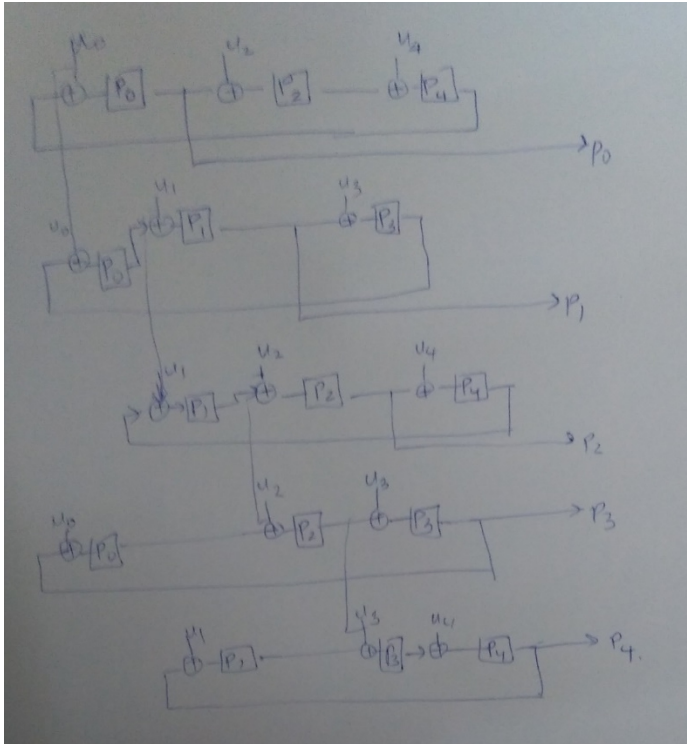 u0 u2 u4
P0 P2 P4
P0
u1 u3
u0 P1 P3
P0
P1
u1 u2 u4
P1 P2 P4
P2
u2 u3
u0 P2 P3 P3
P0
u1 u3 u4
P1 P3 P4 P4.